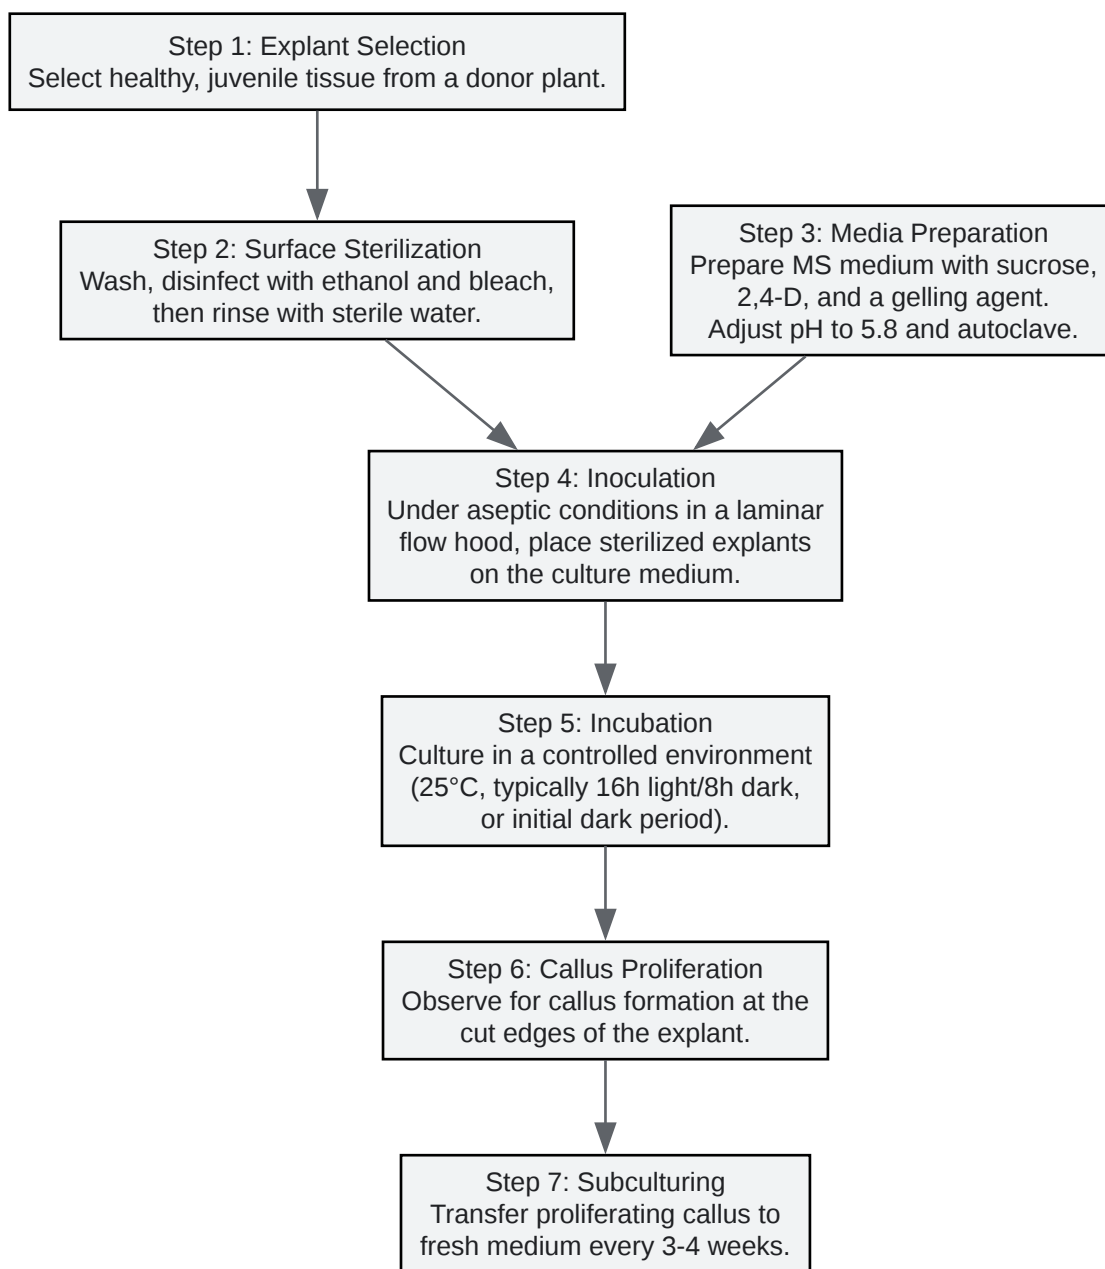 Step 1: Explant Selection
Select healthy, juvenile tissue from a donor plant.
Step 2: Surface Sterilization
Wash, disinfect with ethanol and bleach,
then rinse with sterile water.
Step 3: Media Preparation
Prepare MS medium with sucrose,
2,4-D, and a gelling agent.
Adjust pH to 5.8 and autoclave.
Step 4: Inoculation
Under aseptic conditions in a laminar
flow hood, place sterilized explants
on the culture medium.
Step 5: Incubation
Culture in a controlled environment
(25°C, typically 16h light/8h dark,
or initial dark period).
Step 6: Callus Proliferation
Observe for callus formation at the
cut edges of the explant.
Step 7: Subculturing
Transfer proliferating callus to
fresh medium every 3-4 weeks.